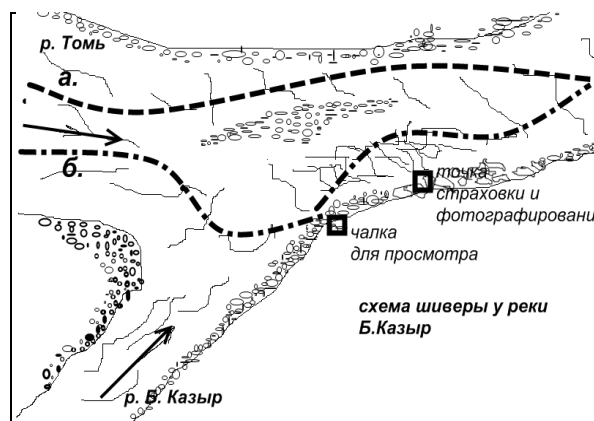 р. Томь
а.
б.
точка
страховки и
фотографировани
чалка
для просмотра
схема шиверы у реки
Б.Казыр
р. Б. Казыр